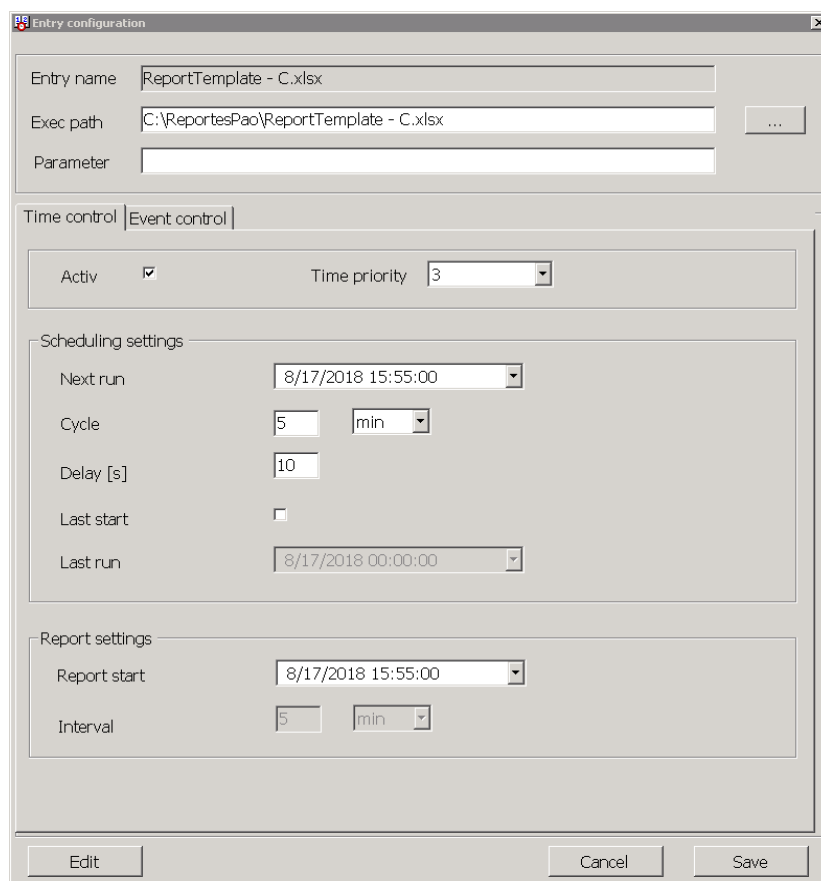 Entry configuration
Entry name ReportTemplate - C.xlsx
Exec path C:\ReportesPao\ReportTemplate - C.xlsx ...
Parameter
Time control Event control
Activ Time priority 3
Scheduling settings
Next run 8/17/2018 15:55:00
Cycle 5 min
Delay [s] 10
Last start
Last run 8/17/2018 00:00:00
Report settings
Report start 8/17/2018 15:55:00
Interval 5 min
Edit Cancel Save